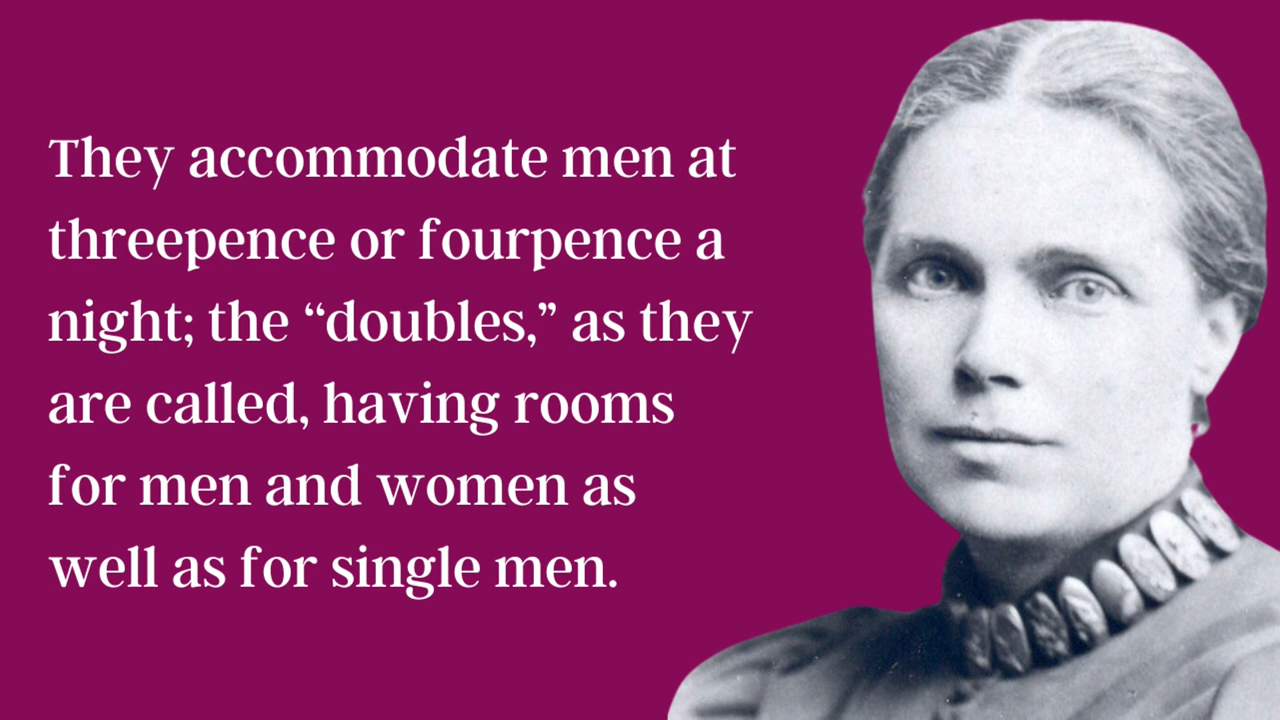 They accommodate men at
threepence or fourpence a
night; the “doubles,” as they
are called, having rooms
for men and women as
well as for single men.